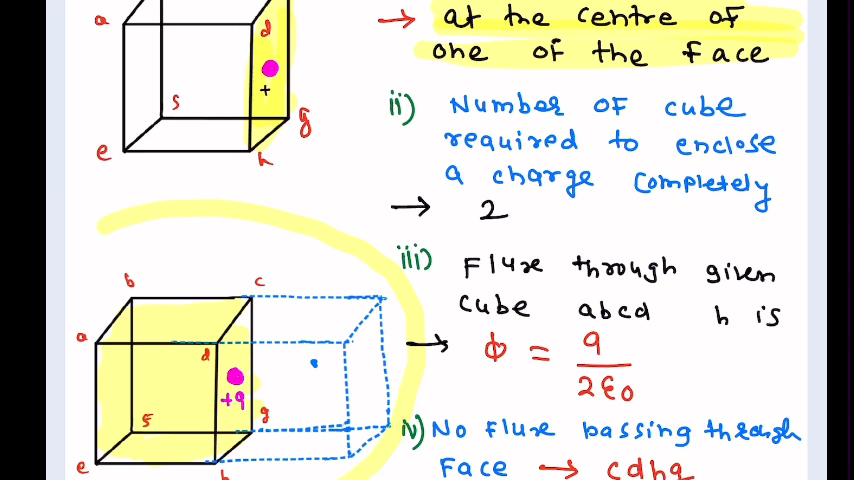 a
d
+
s
g
e
h
→ at the centre of
one of the face
ii) Number of cube
required to enclose
a charge completely
→ 2
iii) Flux through given
cube abcd h is
→ φ = q / 2ε0
iv) No flux passing through
Face → cdhg
b
c
a
d
+q
s
g
e
h